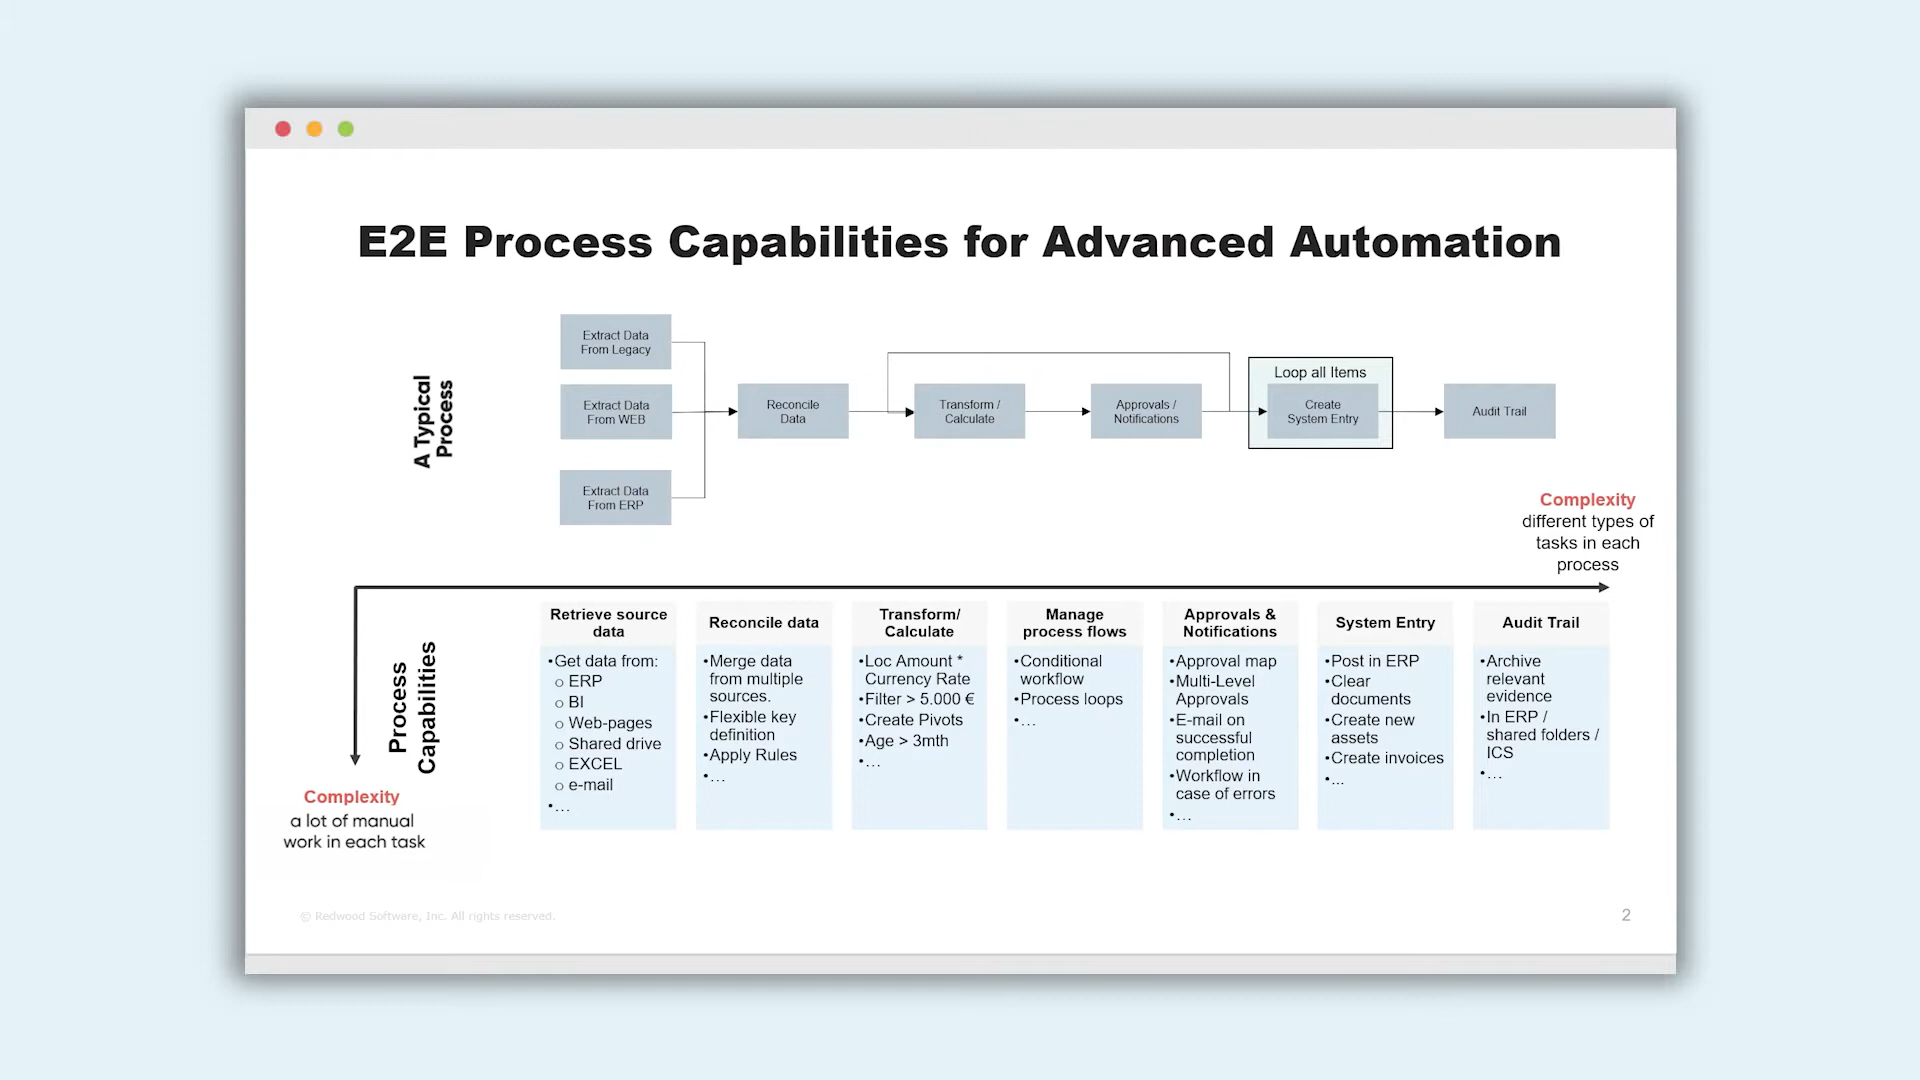 E2E Process Capabilities for Advanced Automation
A Typical
Process
Extract Data
From Legacy
Extract Data
From WEB
Extract Data
From ERP
Reconcile
Data
Transform /
Calculate
Approvals /
Notifications
Loop all Items
Create
System Entry
Audit Trail
Complexity
different types of
tasks in each
process
Process
Capabilities
Complexity
a lot of manual
work in each task
Retrieve source
data
•Get data from:
o ERP
o BI
o Web-pages
o Shared drive
o EXCEL
o e-mail
•…
Reconcile data
•Merge data
from multiple
sources.
•Flexible key
definition
•Apply Rules
•…
Transform/
Calculate
•Loc Amount *
Currency Rate
•Filter > 5.000 €
•Create Pivots
•Age > 3mth
•…
Manage
process flows
•Conditional
workflow
•Process loops
•…
Approvals &
Notifications
•Approval map
•Multi-Level
Approvals
•E-mail on
successful
completion
•Workflow in
case of errors
•…
System Entry
•Post in ERP
•Clear
documents
•Create new
assets
•Create invoices
•...
Audit Trail
•Archive
relevant
evidence
•In ERP /
shared folders /
ICS
•…
© Redwood Software, Inc. All rights reserved.
2